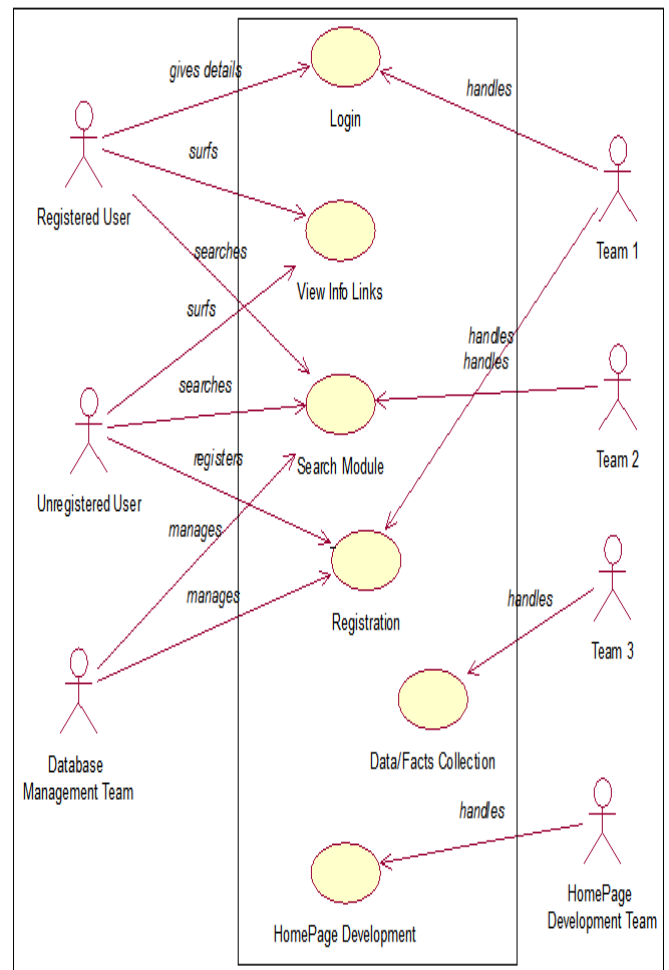 gives details
handles
Login
surfs
Registered User
Team 1
searches
View Info Links
surfs
handles
handles
searches
registers
Search Module
Team 2
Unregistered User
manages
manages
handles
Registration
Team 3
Data/Facts Collection
Database
Management Team
handles
HomePage
Development Team
HomePage Development